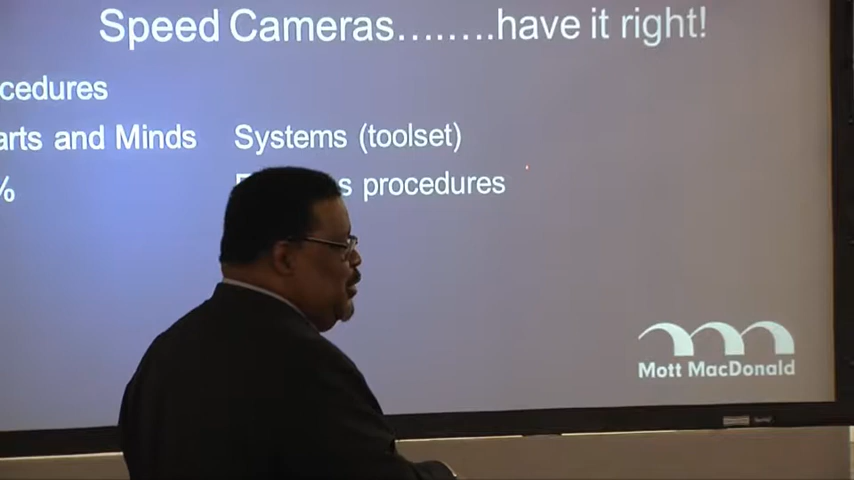 Speed Cameras........have it right!
cedures
arts and Minds Systems (toolset)
% procedures
Mott MacDonald